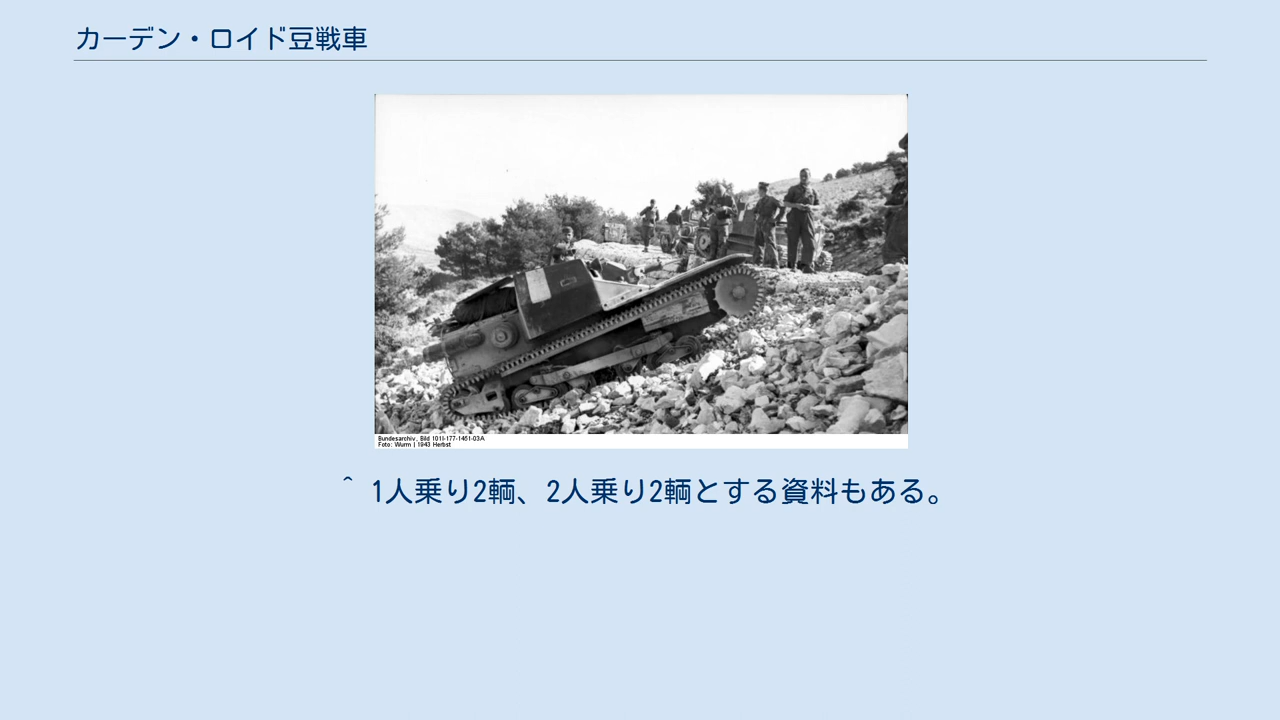 カーデン・ロイド豆戦車
Bundesarchiv, Bild 101I-177-1451-03A
Foto: Wurm | 1943 Herbst
^ 1人乗り2輌、2人乗り2輌とする資料もある。